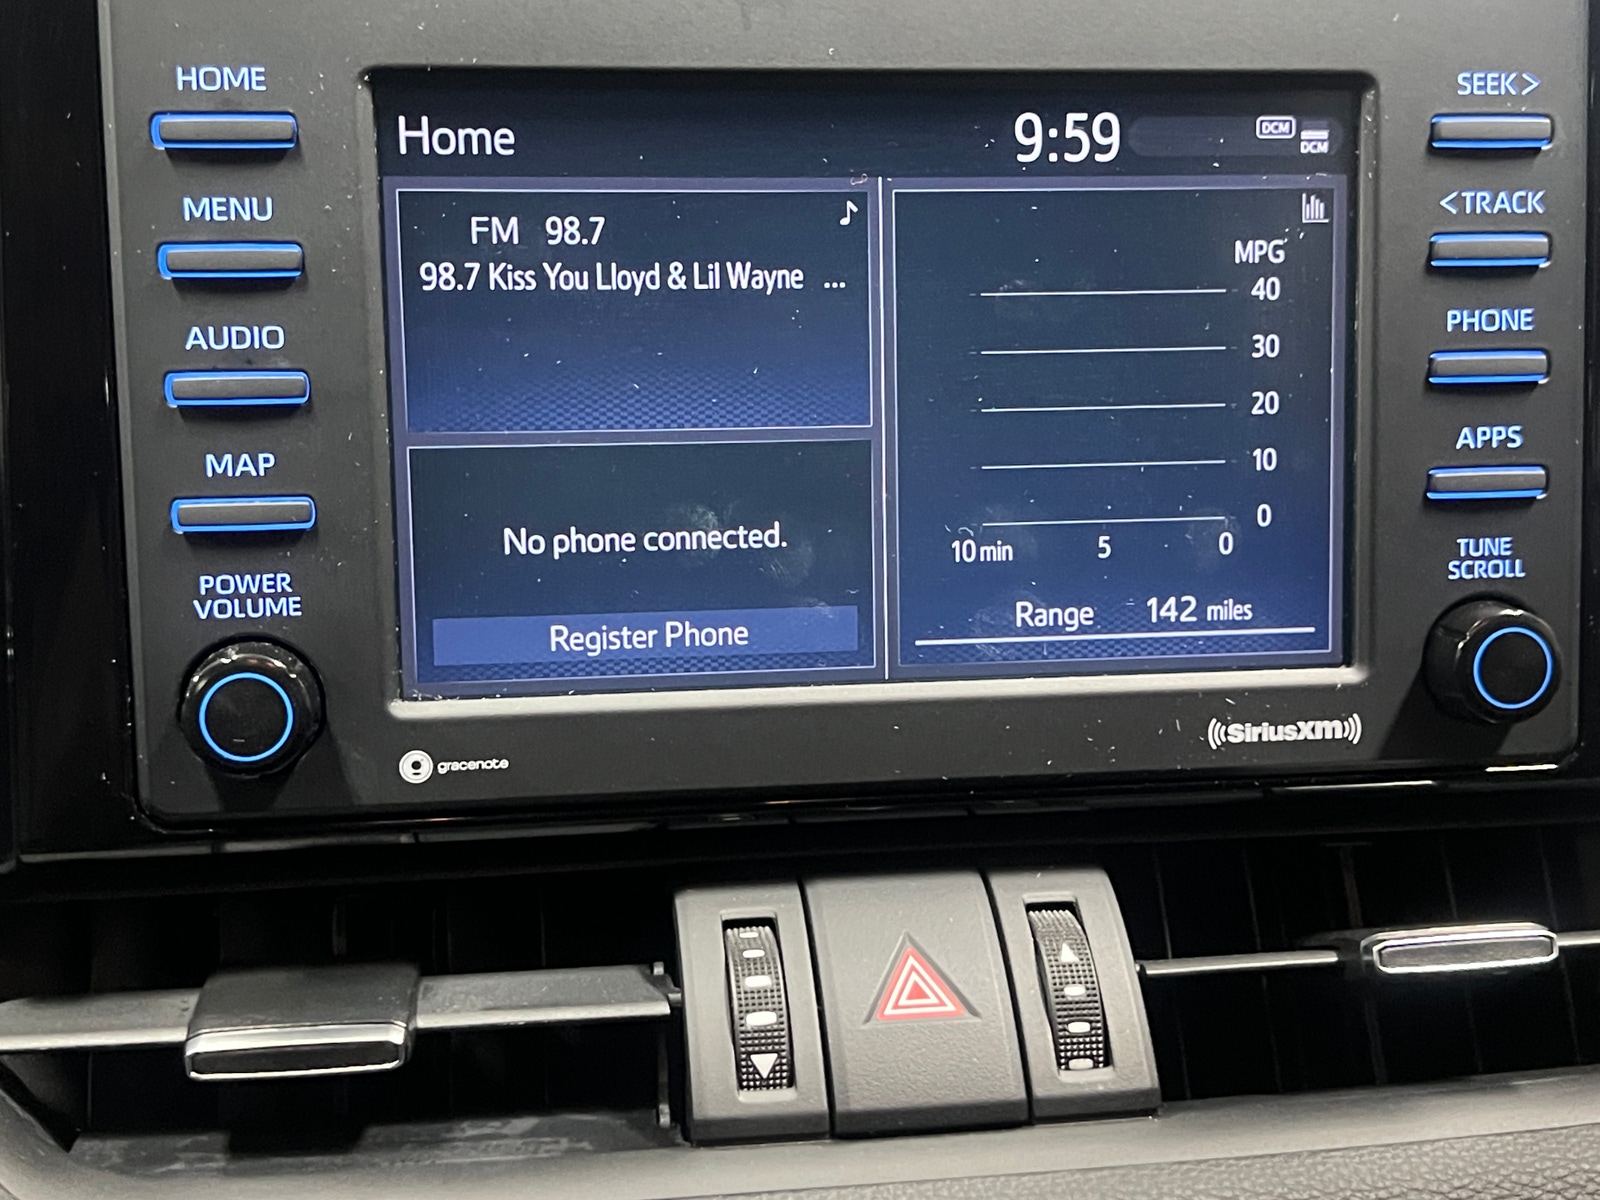 HOME
MENU
AUDIO
MAP
POWER
VOLUME
Home
9:59
DCM
DCM
FM 98.7
98.7 Kiss You Lloyd & Lil Wayne ...
No phone connected.
Register Phone
MPG
40
30
20
10
0
10 min 5 0
Range 142 miles
SEEK >
< TRACK
PHONE
APPS
TUNE
SCROLL
gracenote
((SiriusXM))